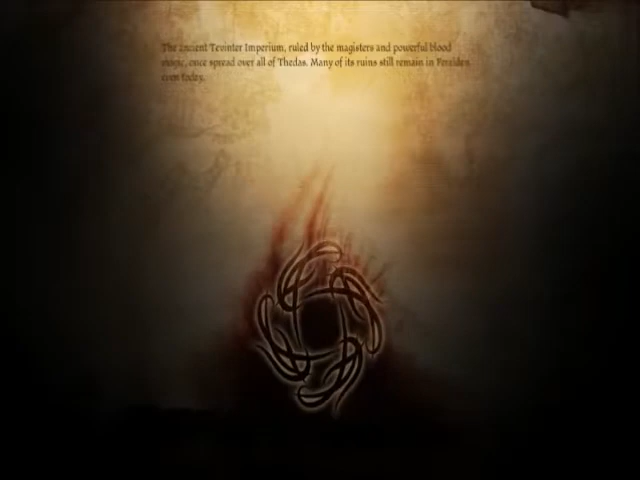 The ancient Tevinter Imperium, ruled by the magisters and powerful blood
magic, once spread over all of Thedas. Many of its ruins still remain in Ferelden
even today.